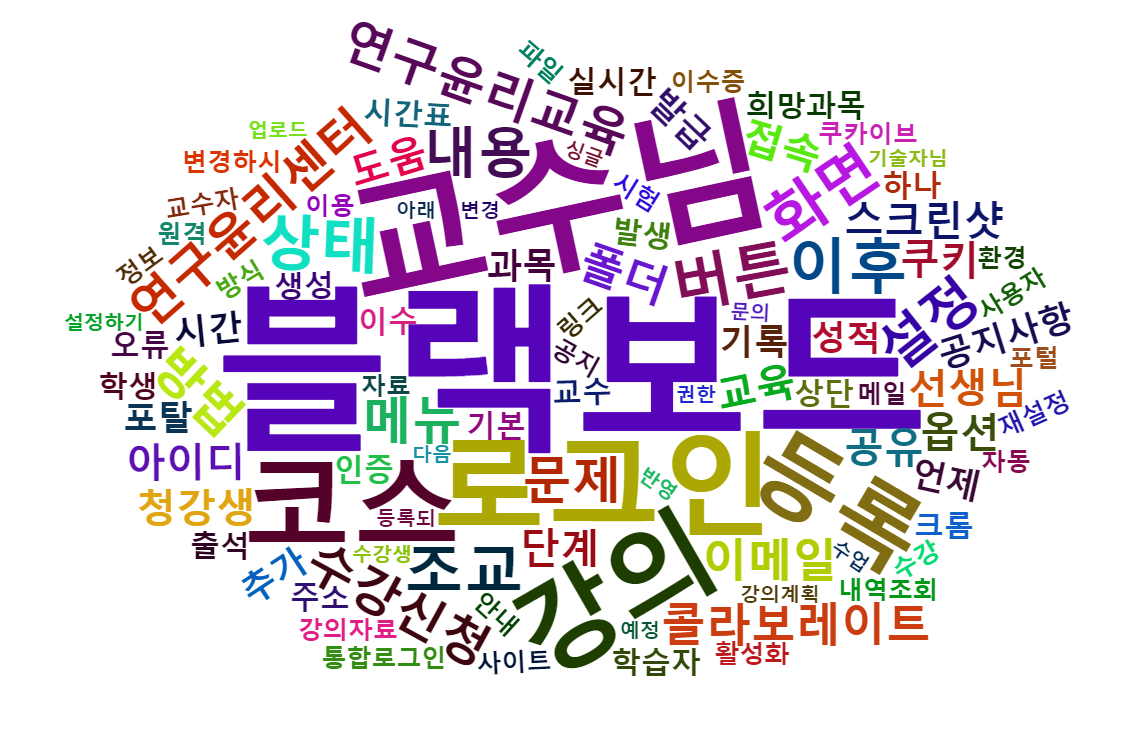 연구윤리교육
파일
실시간
이수증
발급
희망과목
시간표
업로드
내용
싱글
교수님
접속
쿠카이브
기술자님
변경하시
연구윤리센터
도움
시험
화면
하나
교수자
이용
아래
변경
스크린샷
원격
상태
발생
정보
방식
생성
과목
폴더
버튼
이후
쿠키
환경
사용자
설정하기
시간
블랙보드
이수
링크
문의
기록
성적
설정
공지사항
오류
공지
포털
학생
방법
자료
교수
권한
교육
상단
메일
선생님
재설정
포탈
메뉴
기본
공유
옵션
아이디
인증
다음
로그인
문제
등록
언제
자동
청강생
코스
등록되
반영
크롬
출석
수강생
조교
단계
강의
이메일
수업
수강
추가
주소
수강신청
안내
강의계획
내역조회
강의자료
예정
콜라보레이트
통합로그인
사이트
학습자
활성화